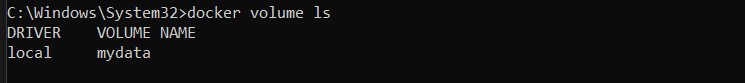 C:\Windows\System32>docker volume ls
DRIVER    VOLUME NAME
local     mydata